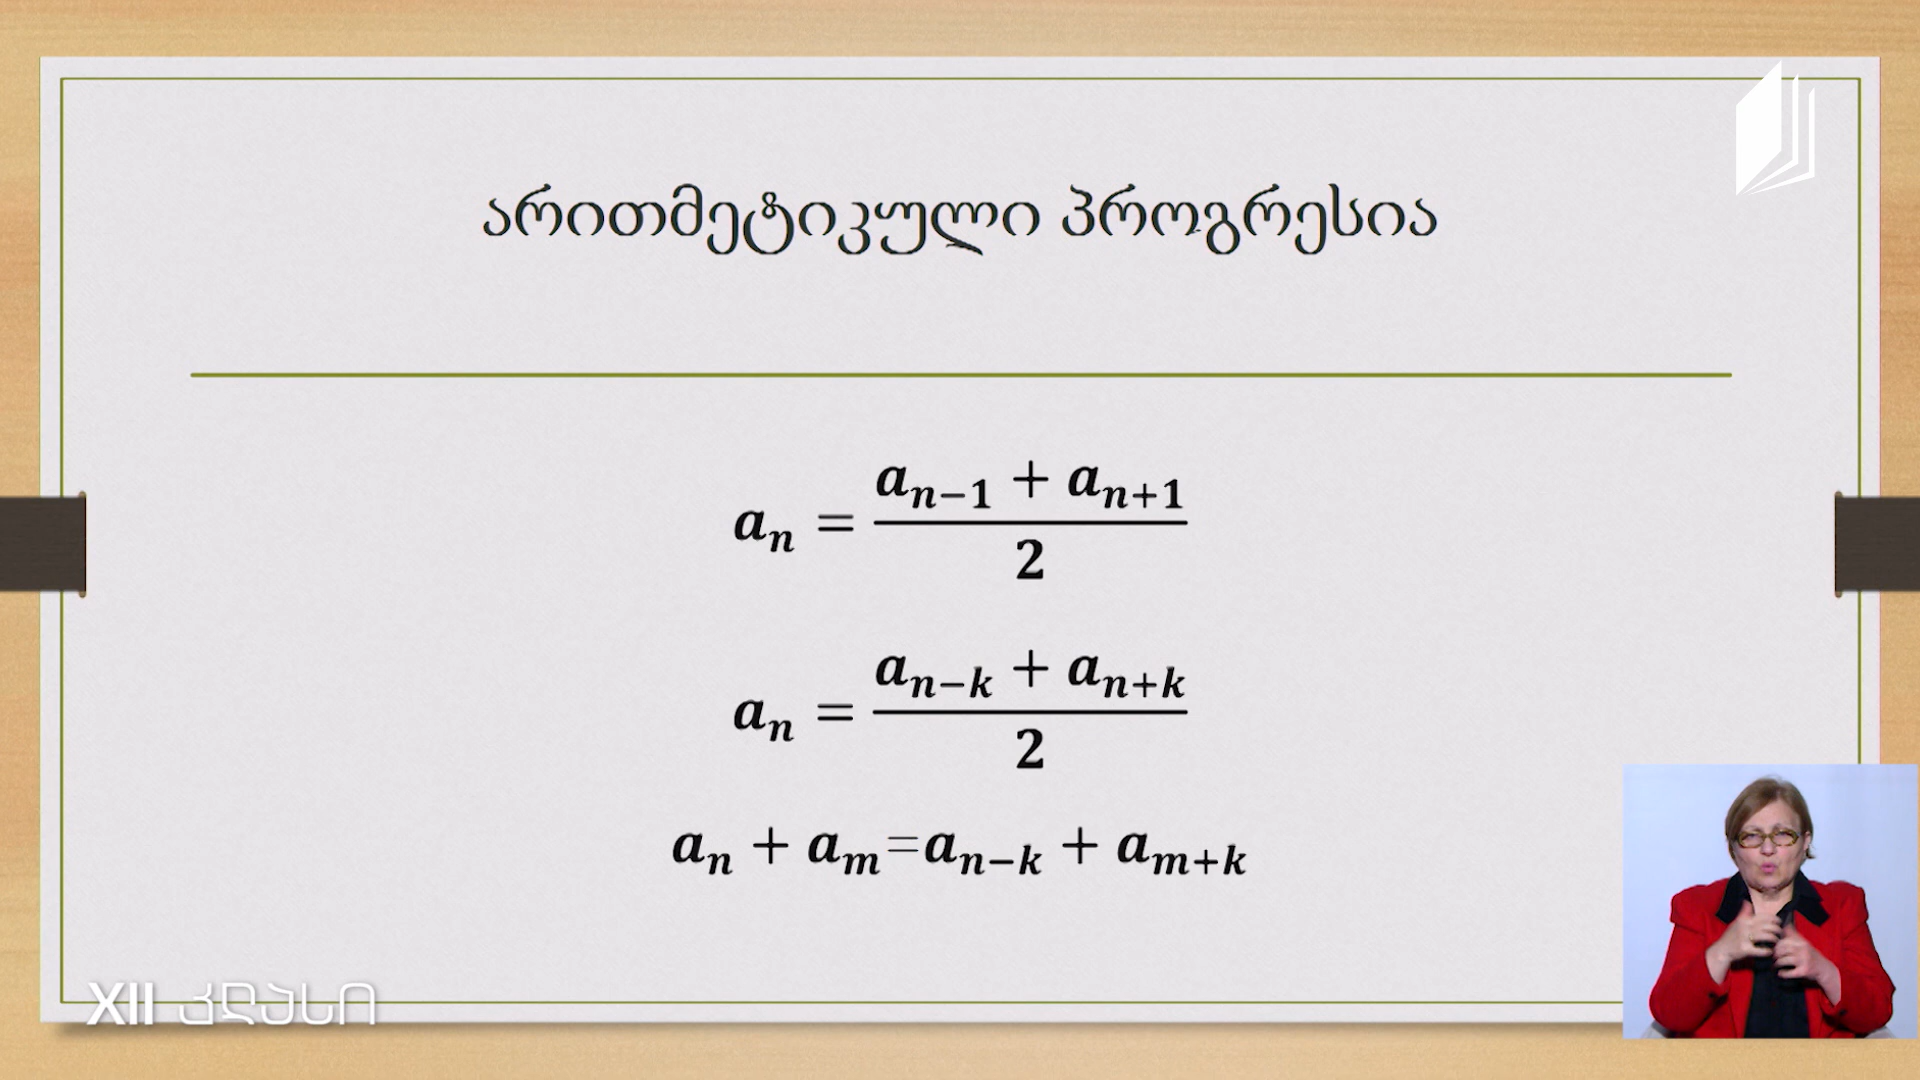 არითმეტიკული პროგრესია
aₙ = (aₙ₋₁ + aₙ₊₁)/2
aₙ = (aₙ₋ₖ + aₙ₊ₖ)/2
aₙ + aₘ=aₙ₋ₖ + aₘ₊ₖ
XII კლასი